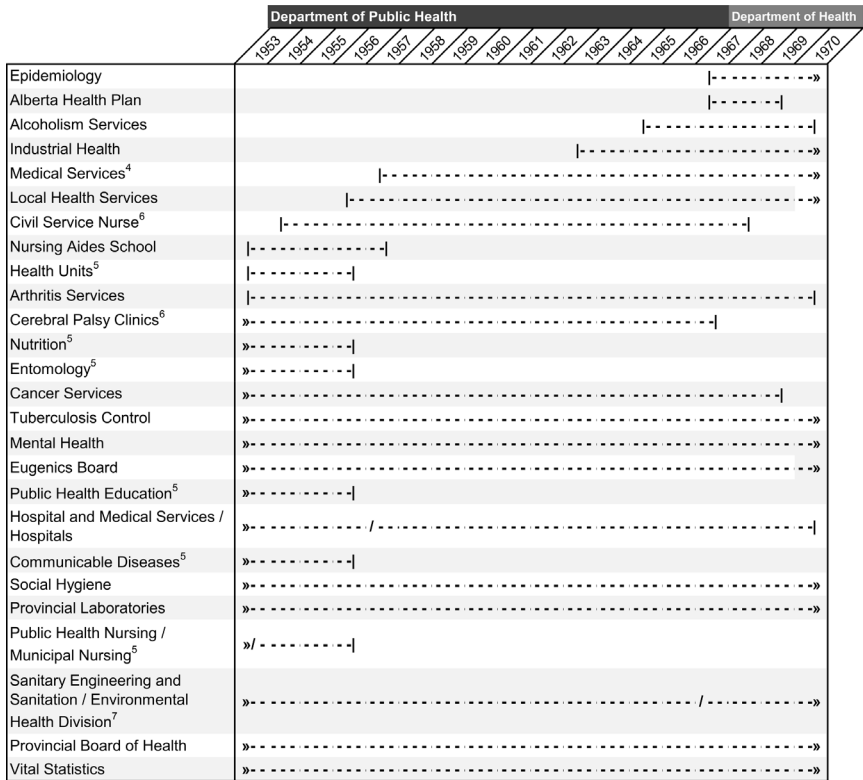 Department of Public Health Department of Health
1953 1954 1955 1956 1957 1958 1959 1960 1961 1962 1963 1964 1965 1966 1967 1968 1969 1970
Epidemiology
Alberta Health Plan
Alcoholism Services
Industrial Health
Medical Services⁴
Local Health Services
Civil Service Nurse⁶
Nursing Aides School
Health Units⁵
Arthritis Services
Cerebral Palsy Clinics⁶
Nutrition⁵
Entomology⁵
Cancer Services
Tuberculosis Control
Mental Health
Eugenics Board
Public Health Education⁵
Hospital and Medical Services /
Hospitals
Communicable Diseases⁵
Social Hygiene
Provincial Laboratories
Public Health Nursing /
Municipal Nursing⁵
Sanitary Engineering and
Sanitation / Environmental
Health Division⁷
Provincial Board of Health
Vital Statistics